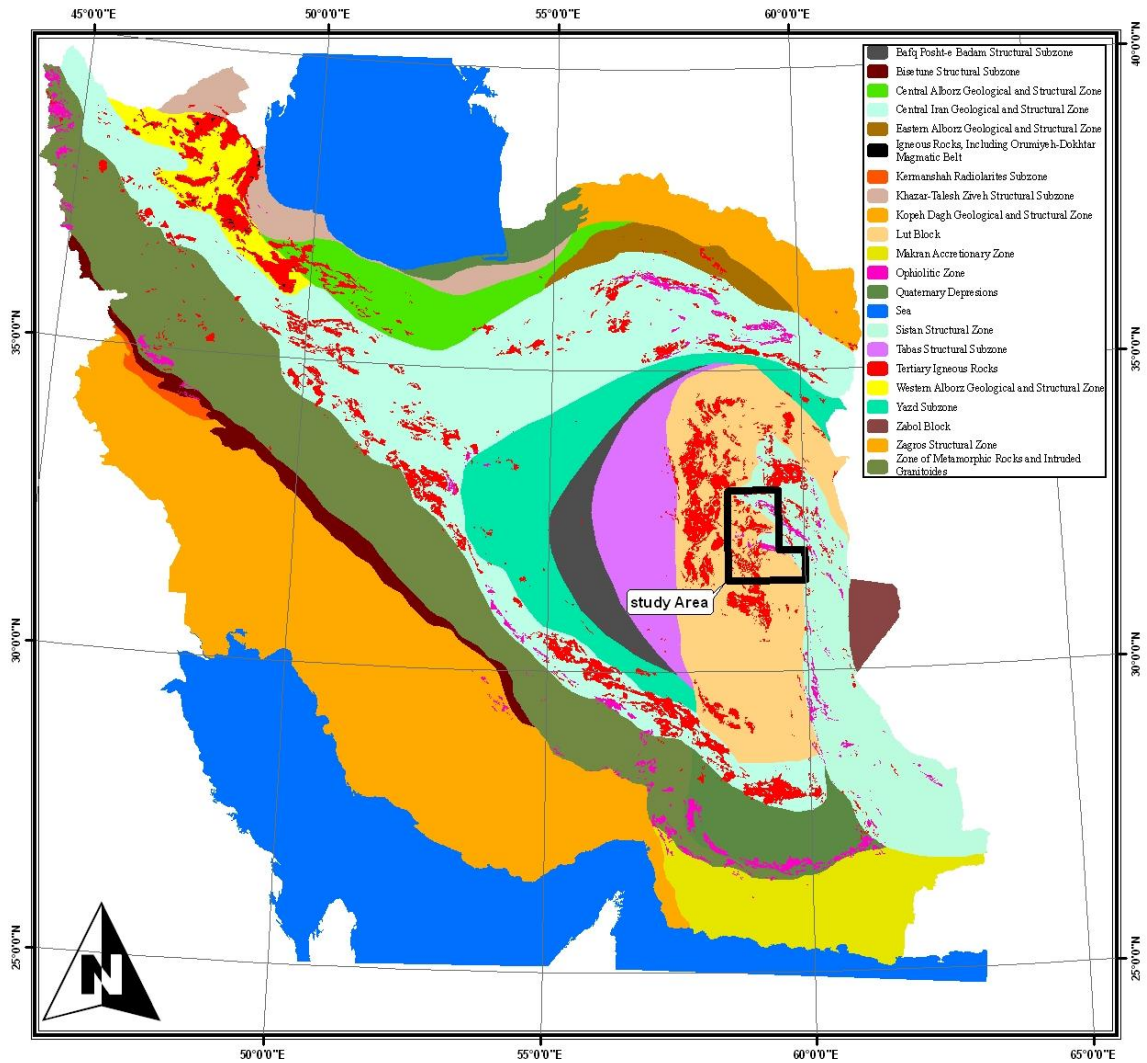 45°0'0"E
50°0'0"E
55°0'0"E
60°0'0"E
40°0'0"N
35°0'0"N
30°0'0"N
25°0'0"N
Bafq Posht-e Badam Structural Subzone
Bisetune Structural Subzone
Central Alborz Geological and Structural Zone
Central Iran Geological and Structural Zone
Eastern Alborz Geological and Structural Zone
Igneous Rocks, Including Orumiyeh-Dokhtar
Magmatic Belt
Kermanshah Radiolarites Subzone
Khazar-Talesh Ziveh Structural Subzone
Kopeh Dagh Geological and Structural Zone
Lut Block
Makran Accretionary Zone
Ophiolitic Zone
Quaternary Depresions
Sea
Sistan Structural Zone
Tabas Structural Subzone
Tertiary Igneous Rocks
Western Alborz Geological and Structural Zone
Yazd Subzone
Zabol Block
Zagros Structural Zone
Zone of Metamorphic Rocks and Intruded
Granitoides
study Area
35°0'0"N
30°0'0"N
25°0'0"N
N
50°0'0"E
55°0'0"E
60°0'0"E
65°0'0"E